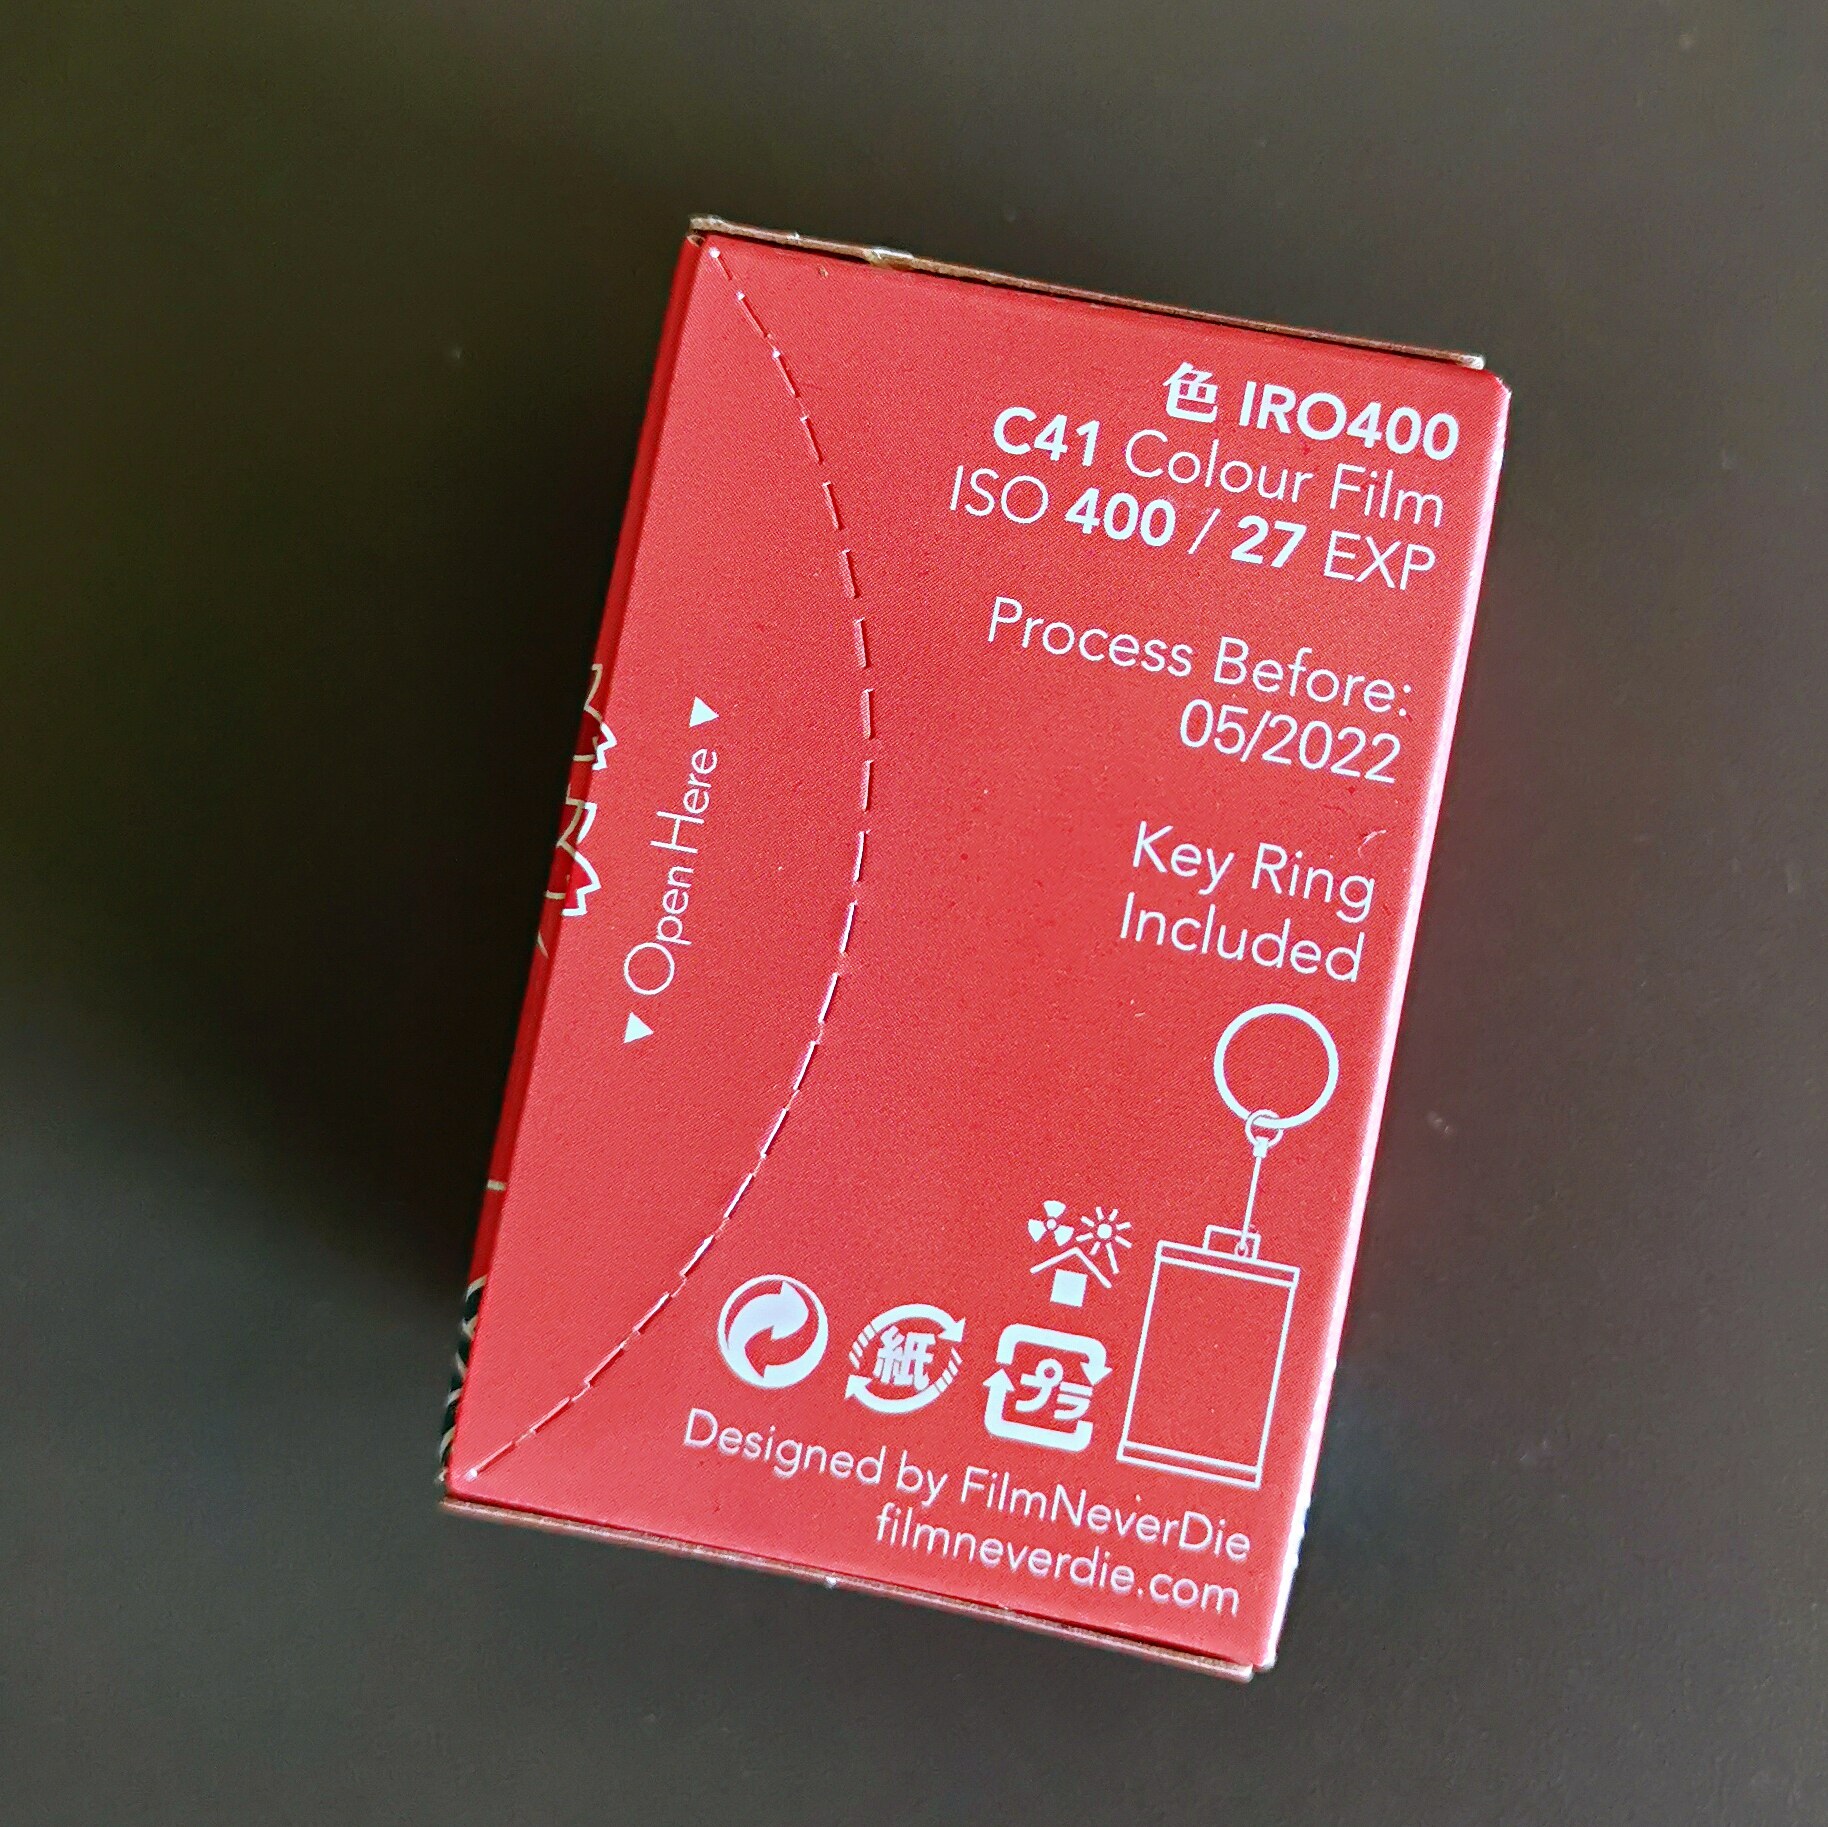 色 IRO400
C41 Colour Film
ISO 400 / 27 EXP
Process Before:
05/2022
Key Ring
Included
Open Here
紙
プラ
Designed by FilmNeverDie
filmneverdie.com